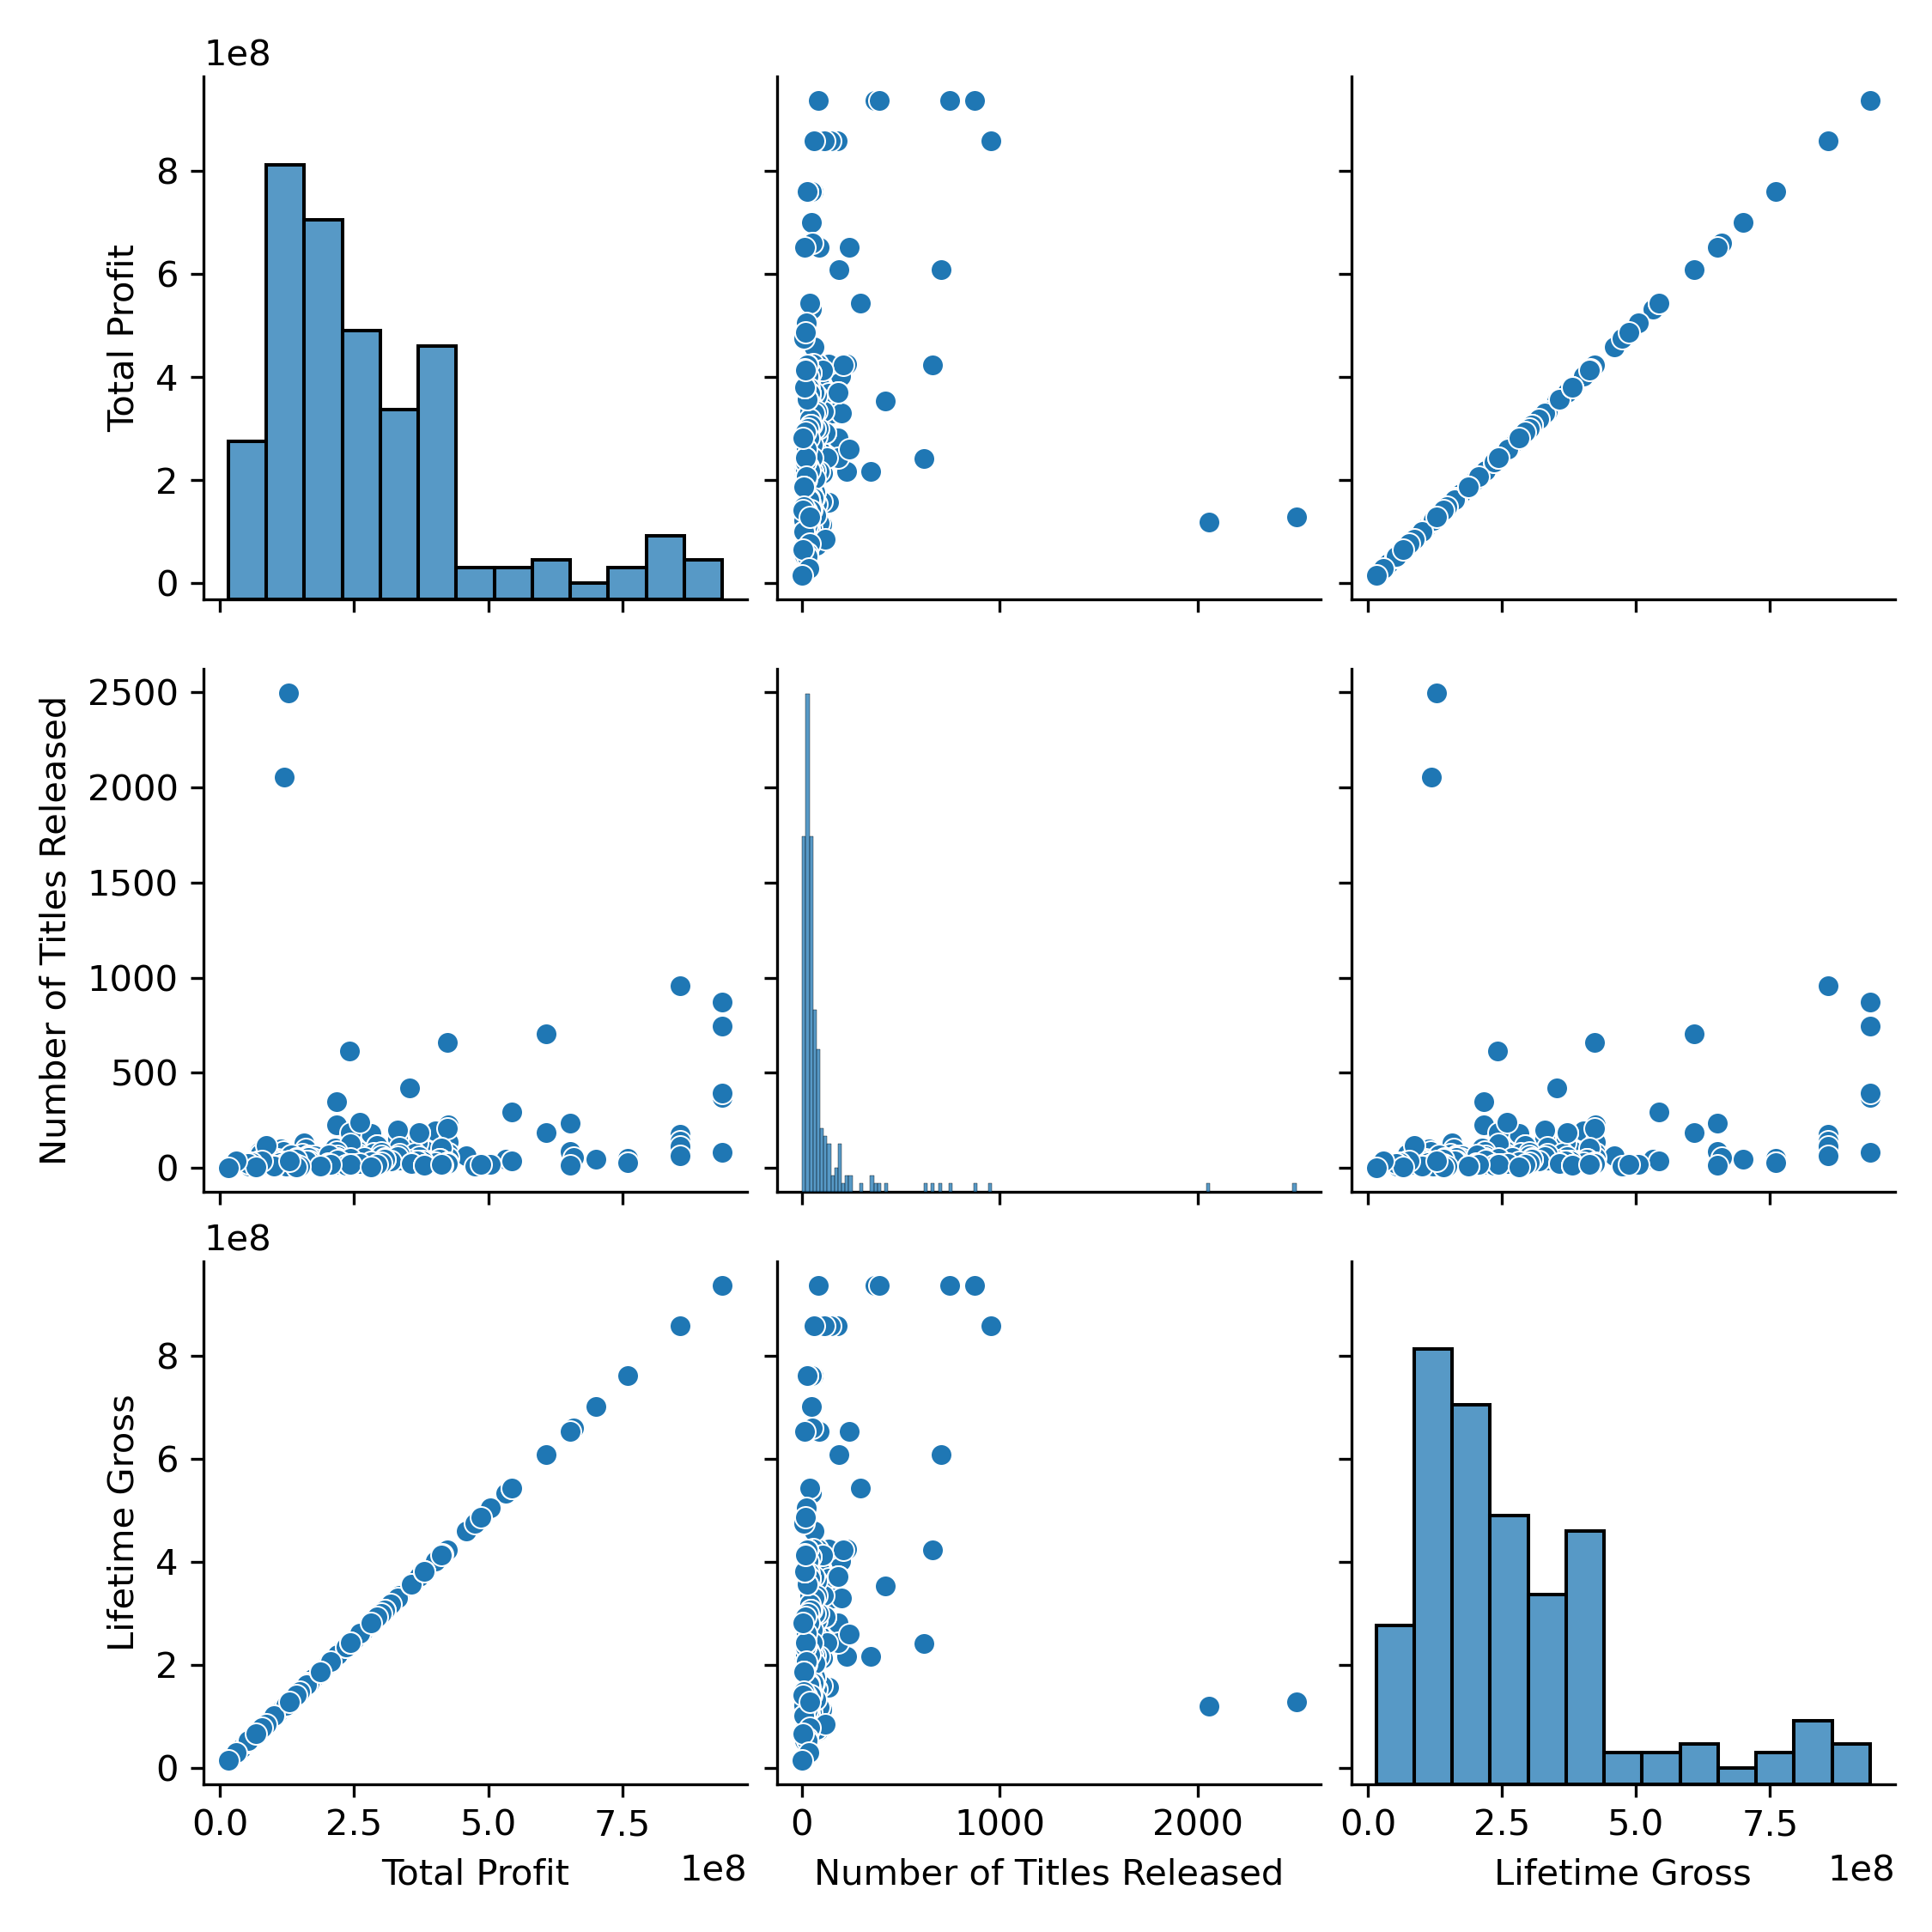 1e8
8
6
4
2
0
Total Profit
2500
2000
1500
1000
500
0
Number of Titles Released
1e8
8
6
4
2
0
Lifetime Gross
0.0 2.5 5.0 7.5
0 1000 2000
0.0 2.5 5.0 7.5
1e8
1e8
Total Profit
Number of Titles Released
Lifetime Gross